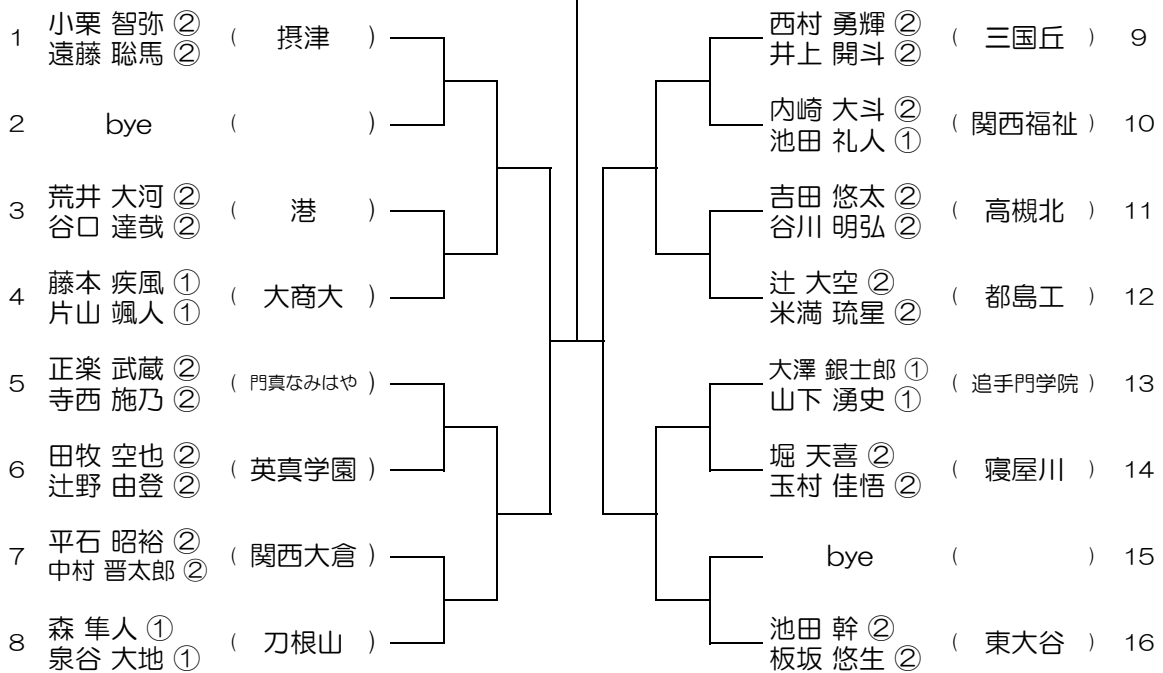 1 小栗 智弥 ② ( 摂津 )
遠藤 聡馬 ②
2 bye ( )
3 荒井 大河 ② ( 港 )
谷口 達哉 ②
4 藤本 疾風 ① ( 大商大 )
片山 颯人 ①
5 正楽 武蔵 ② ( 門真なみはや )
寺西 施乃 ②
6 田牧 空也 ② ( 英真学園 )
辻野 由登 ②
7 平石 昭裕 ② ( 関西大倉 )
中村 晋太郎 ②
8 森 隼人 ① ( 刀根山 )
泉谷 大地 ①
西村 勇輝 ② ( 三国丘 ) 9
井上 開斗 ②
内崎 大斗 ② ( 関西福祉 ) 10
池田 礼人 ①
吉田 悠太 ② ( 高槻北 ) 11
谷川 明弘 ②
辻 大空 ② ( 都島工 ) 12
米満 琉星 ②
大澤 銀士郎 ① ( 追手門学院 ) 13
山下 湧史 ①
堀 天喜 ② ( 寝屋川 ) 14
玉村 佳悟 ②
bye ( ) 15
池田 幹 ② ( 東大谷 ) 16
板坂 悠生 ②